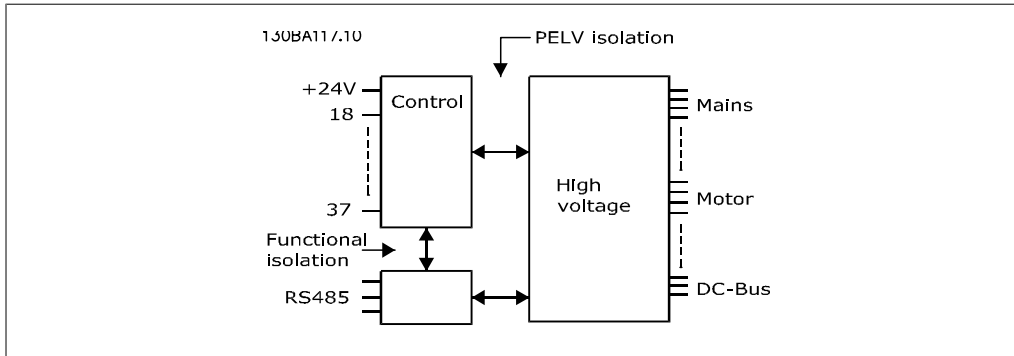 130BA117.10
PELV isolation
+24V
Control
18
Mains
High
voltage
37
Motor
Functional
isolation
RS485
DC-Bus